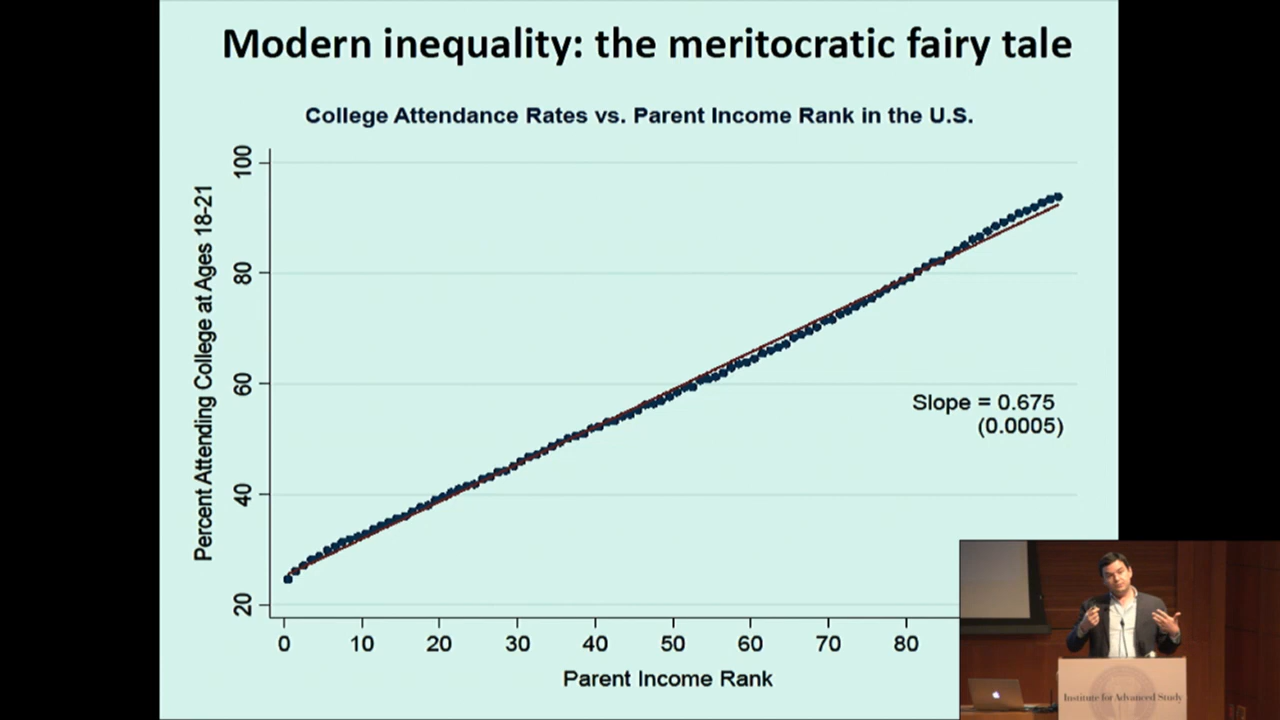 Modern inequality: the meritocratic fairy tale
College Attendance Rates vs. Parent Income Rank in the U.S.
Percent Attending College at Ages 18-21
100
80
60
40
20
Slope = 0.675
(0.0005)
0 10 20 30 40 50 60 70 80
Parent Income Rank
Institute for Advanced Study